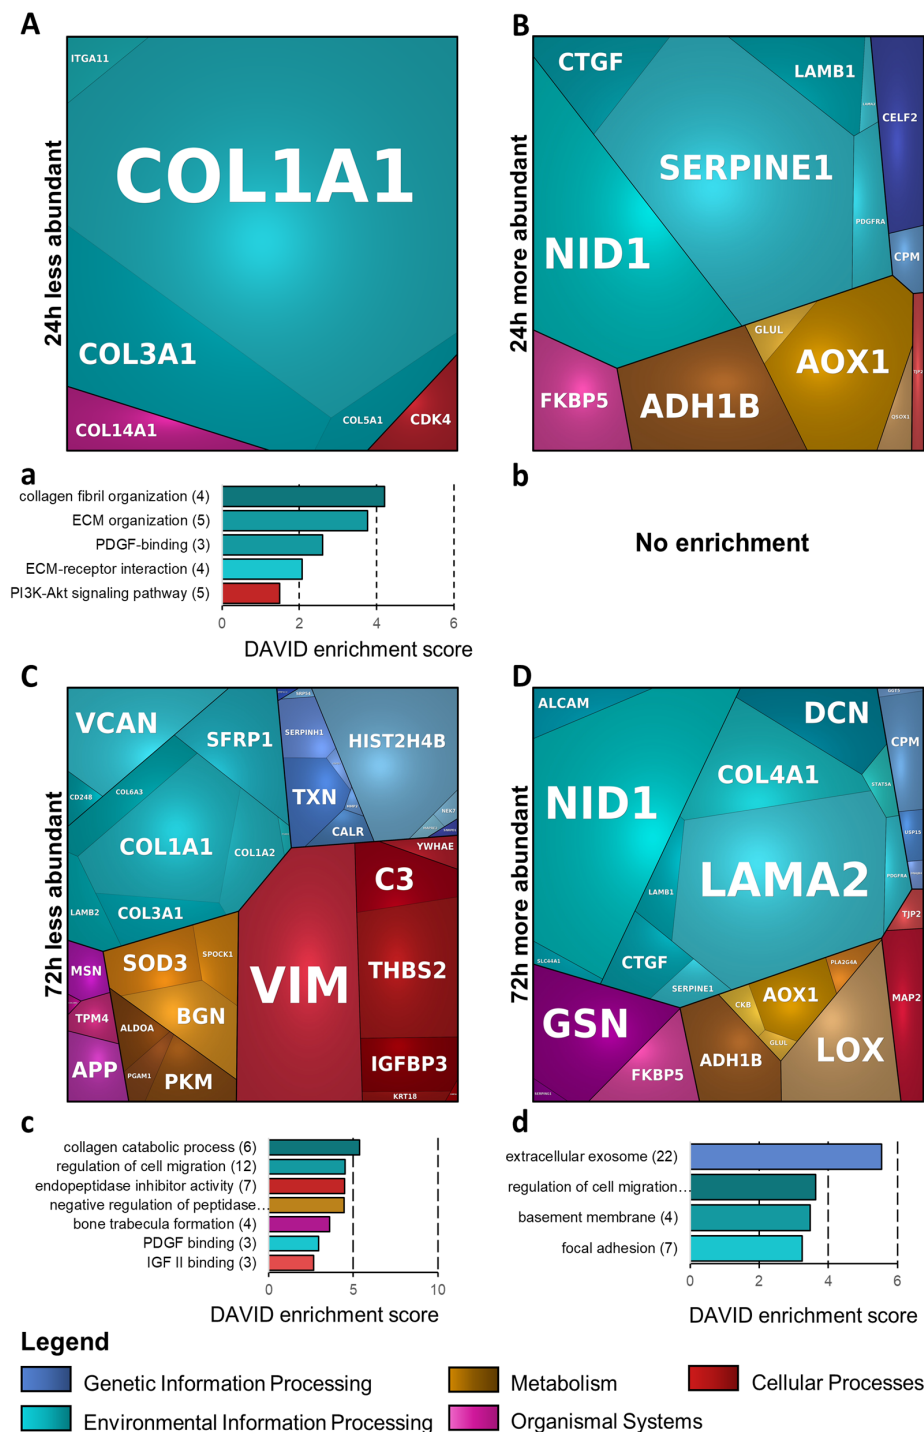 A
B
24h less abundant
ITGA11
COL1A1
COL3A1
COL14A1
COL5A1
CDK4
24h more abundant
CTGF
LAMB1
CELF2
SERPINE1
PDGFRA
NID1
CPM
GLUL
AOX1
FKBP5
ADH1B
QSOX1
TJP2
a
b
collagen fibril organization (4)
ECM organization (5)
PDGF-binding (3)
ECM-receptor interaction (4)
PI3K-Akt signaling pathway (5)
0 2 4 6
DAVID enrichment score
No enrichment
C
D
72h less abundant
VCAN
SFRP1
SERPINH1
HIST2H4B
CD248
COL6A3
TXN
NEK7
CALR
COL1A1
COL1A2
YWHAE
C3
LAMB2
COL3A1
MSN
SOD3
SPOCK1
VIM
THBS2
TPM4
ALDOA
BGN
APP
PGAM1
PKM
IGFBP3
KRT18
72h more abundant
ALCAM
DCN
CPM
COL4A1
STAT5A
NID1
USP15
LAMA2
LAMB1
PDGFRA
TJP2
SLC44A1
CTGF
SERPINE1
PLA2G4A
AOX1
CKB
MAP2
GSN
GLUL
LOX
ADH1B
FKBP5
c
d
collagen catabolic process (6)
regulation of cell migration (12)
endopeptidase inhibitor activity (7)
negative regulation of peptidase...
bone trabecula formation (4)
PDGF binding (3)
IGF II binding (3)
0 5 10
DAVID enrichment score
extracellular exosome (22)
regulation of cell migration...
basement membrane (4)
focal adhesion (7)
0 2 4 6
DAVID enrichment score
Legend
Genetic Information Processing
Metabolism
Cellular Processes
Environmental Information Processing
Organismal Systems